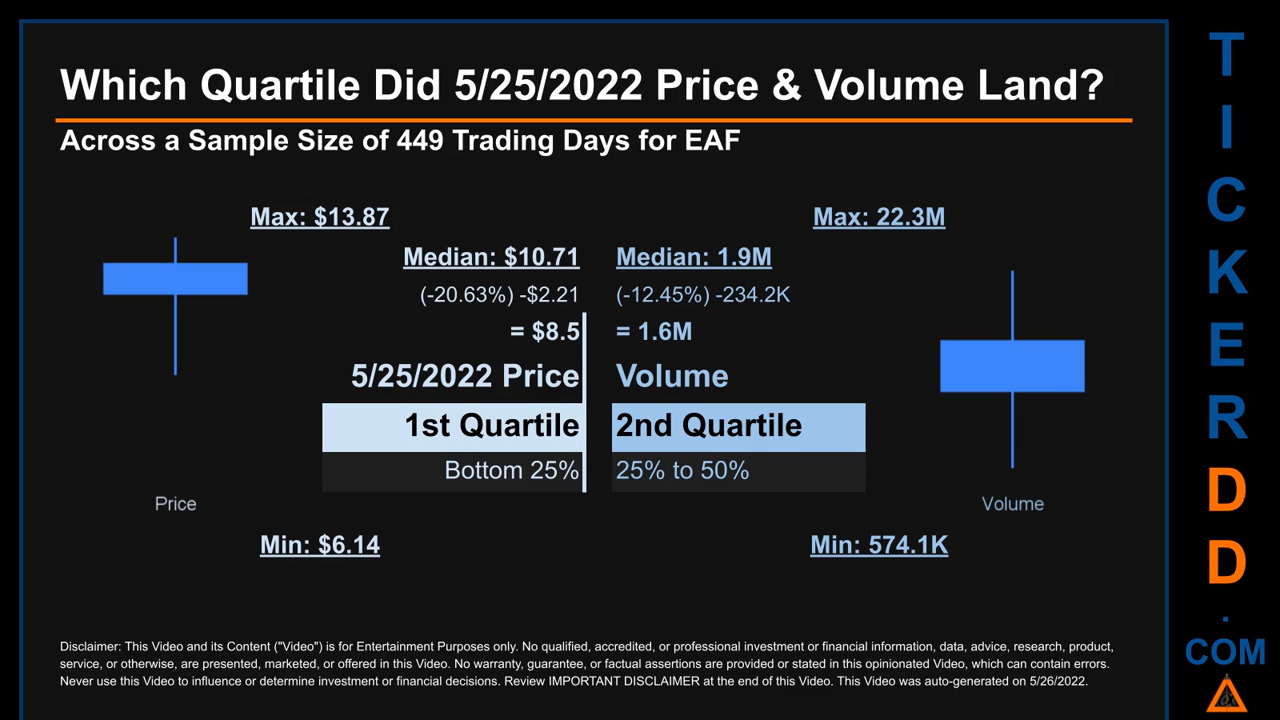 Which Quartile Did 5/25/2022 Price & Volume Land?
Across a Sample Size of 449 Trading Days for EAF
Max: $13.87
Max: 22.3M
Median: $10.71
Median: 1.9M
(-20.63%) -$2.21
(-12.45%) -234.2K
= $8.5
= 1.6M
5/25/2022 Price
Volume
1st Quartile
2nd Quartile
Bottom 25%
25% to 50%
Price
Volume
Min: $6.14
Min: 574.1K
Disclaimer: This Video and its Content ("Video") is for Entertainment Purposes only. No qualified, accredited, or professional investment or financial information, data, advice, research, product,
service, or otherwise, are presented, marketed, or offered in this Video. No warranty, guarantee, or factual assertions are provided or stated in this opinionated Video, which can contain errors.
Never use this Video to influence or determine investment or financial decisions. Review IMPORTANT DISCLAIMER at the end of this Video. This Video was auto-generated on 5/26/2022.
T
I
C
K
E
R
D
D
.
COM